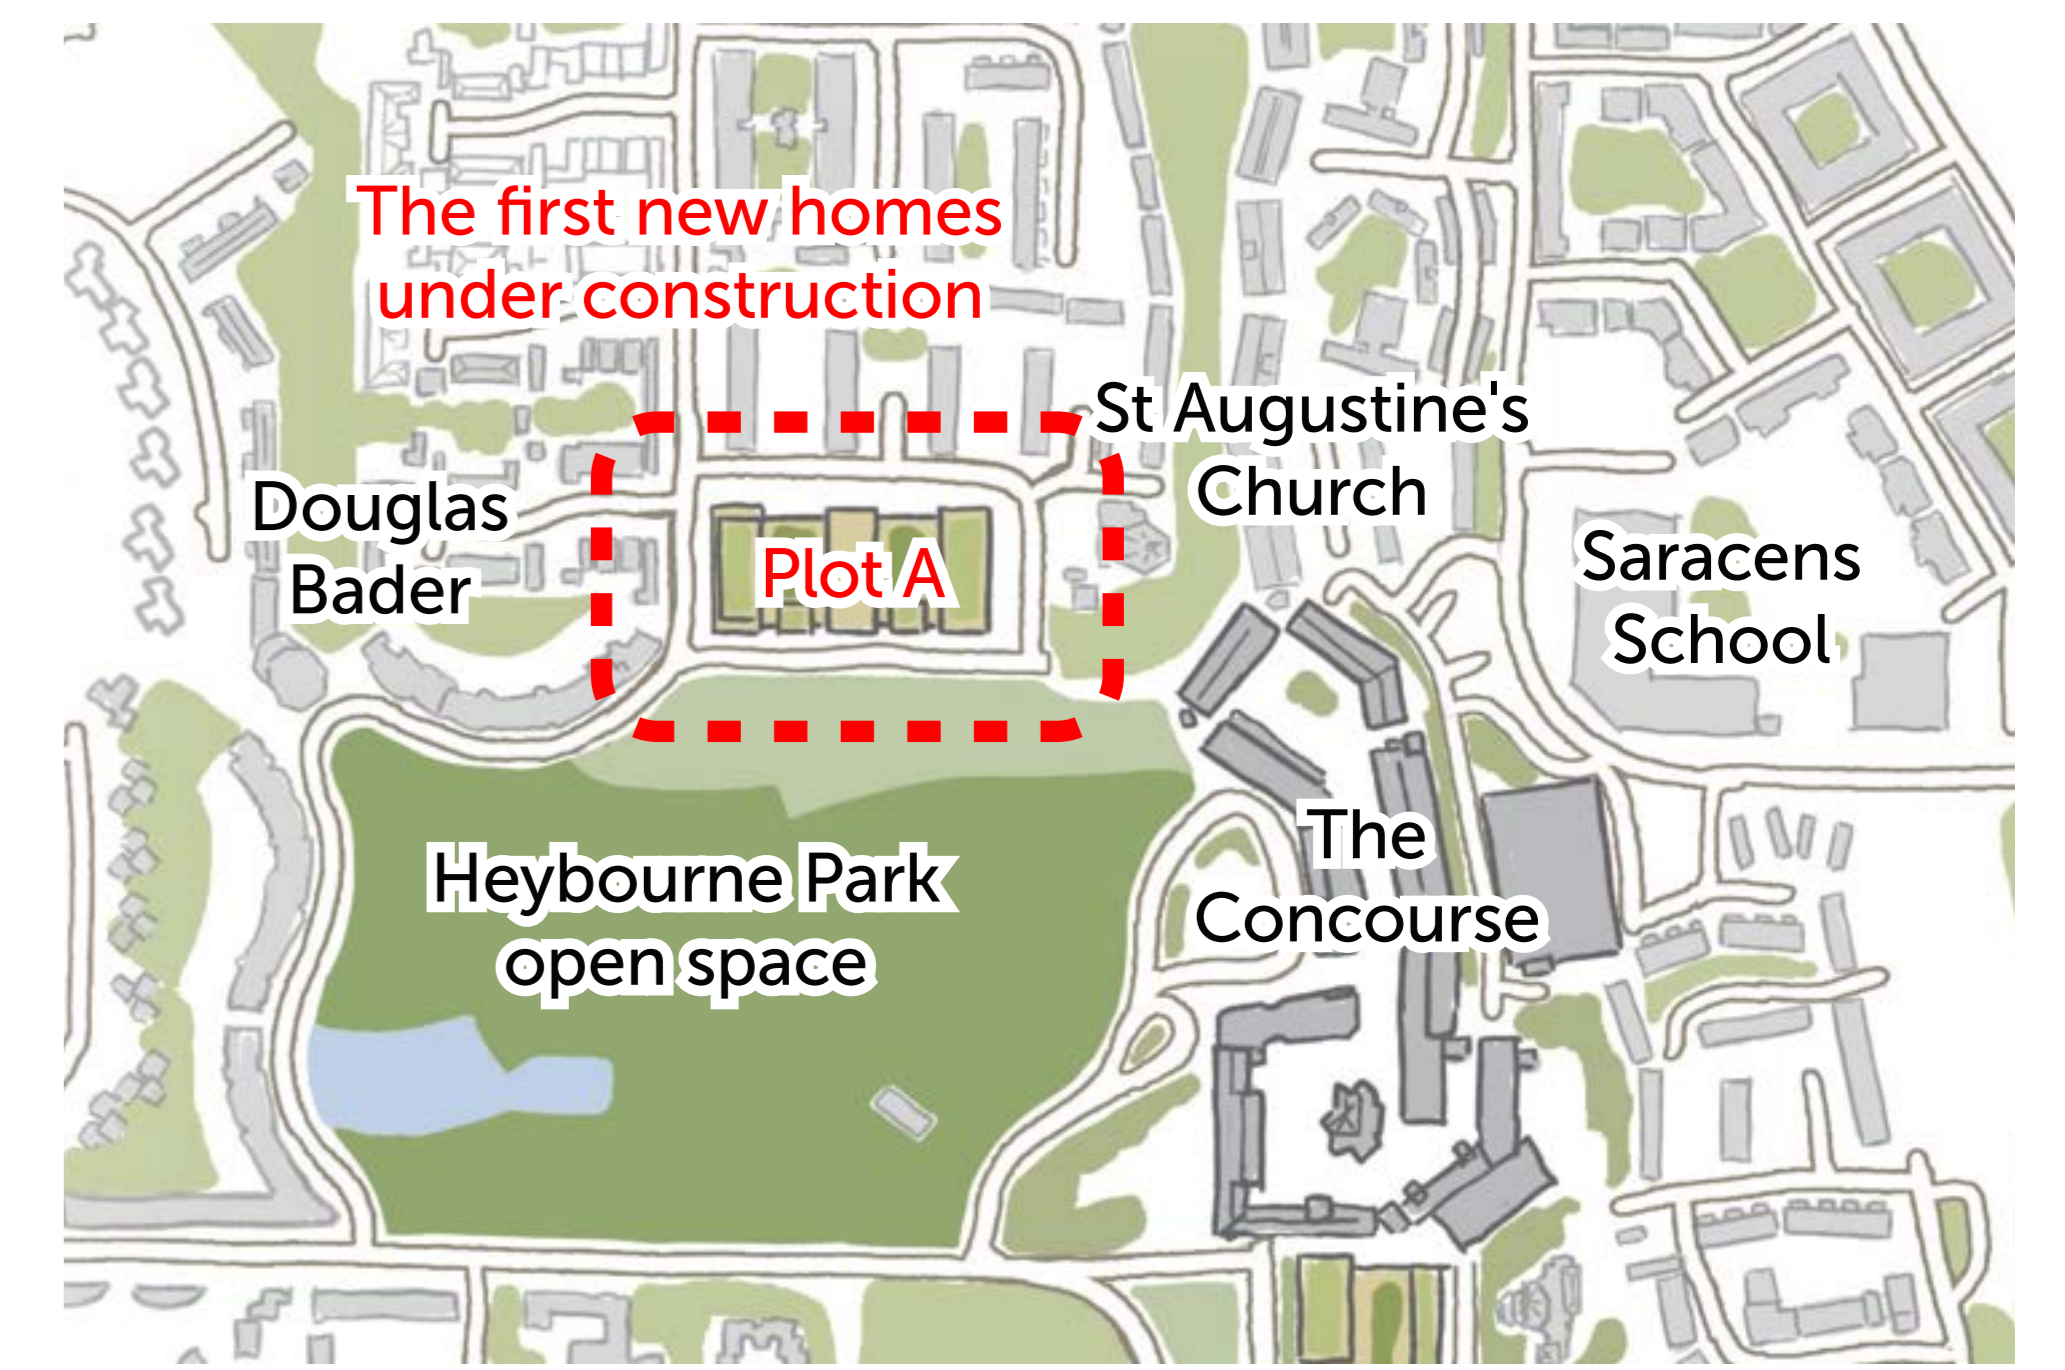 The first new homes
under construction
St Augustine's
Church
Douglas
Bader
Plot A
Saracens
School
The
Concourse
Heybourne Park
open space